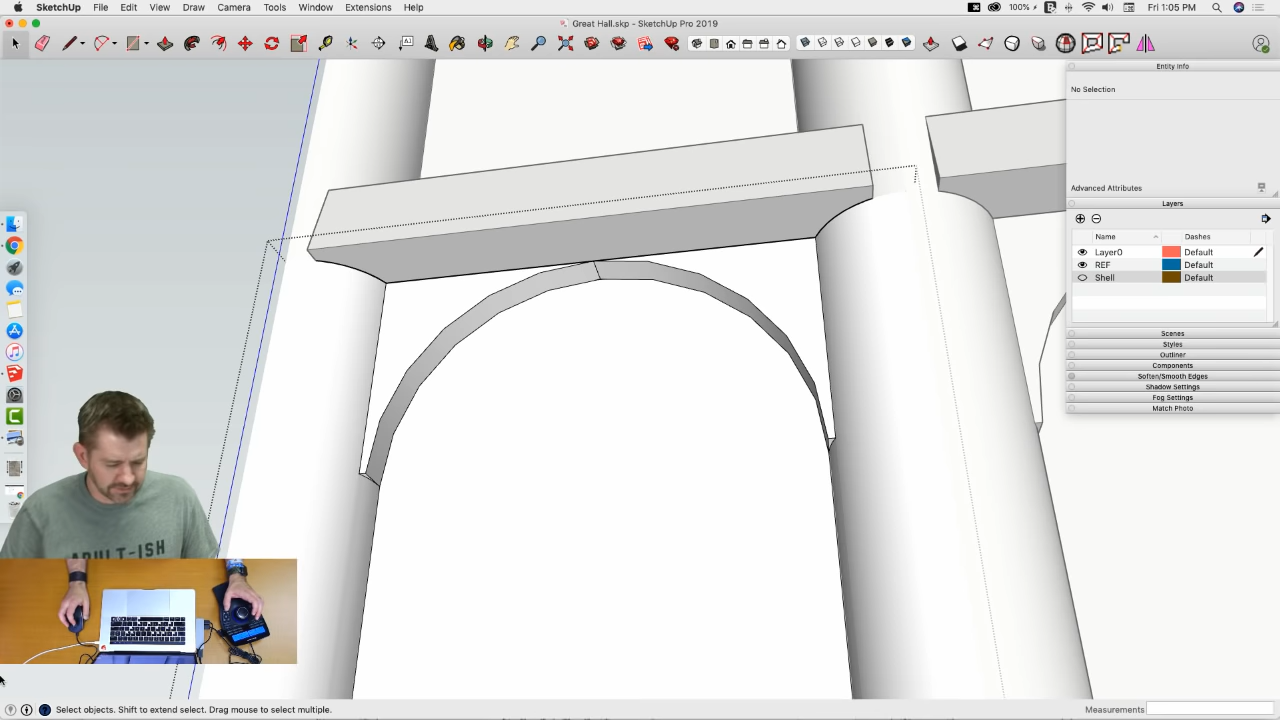 SketchUp File Edit View Draw Camera Tools Window Extensions Help 100% Fri 1:05 PM
Great Hall.skp - SketchUp Pro 2019
Entity Info
No Selection
Advanced Attributes
Layers
Name Dashes
Layer0 Default
REF Default
Shell Default
Scenes
Styles
Outliner
Components
Soften/Smooth Edges
Shadow Settings
Fog Settings
Match Photo
ADULT-ISH
Select objects. Shift to extend select. Drag mouse to select multiple. Measurements